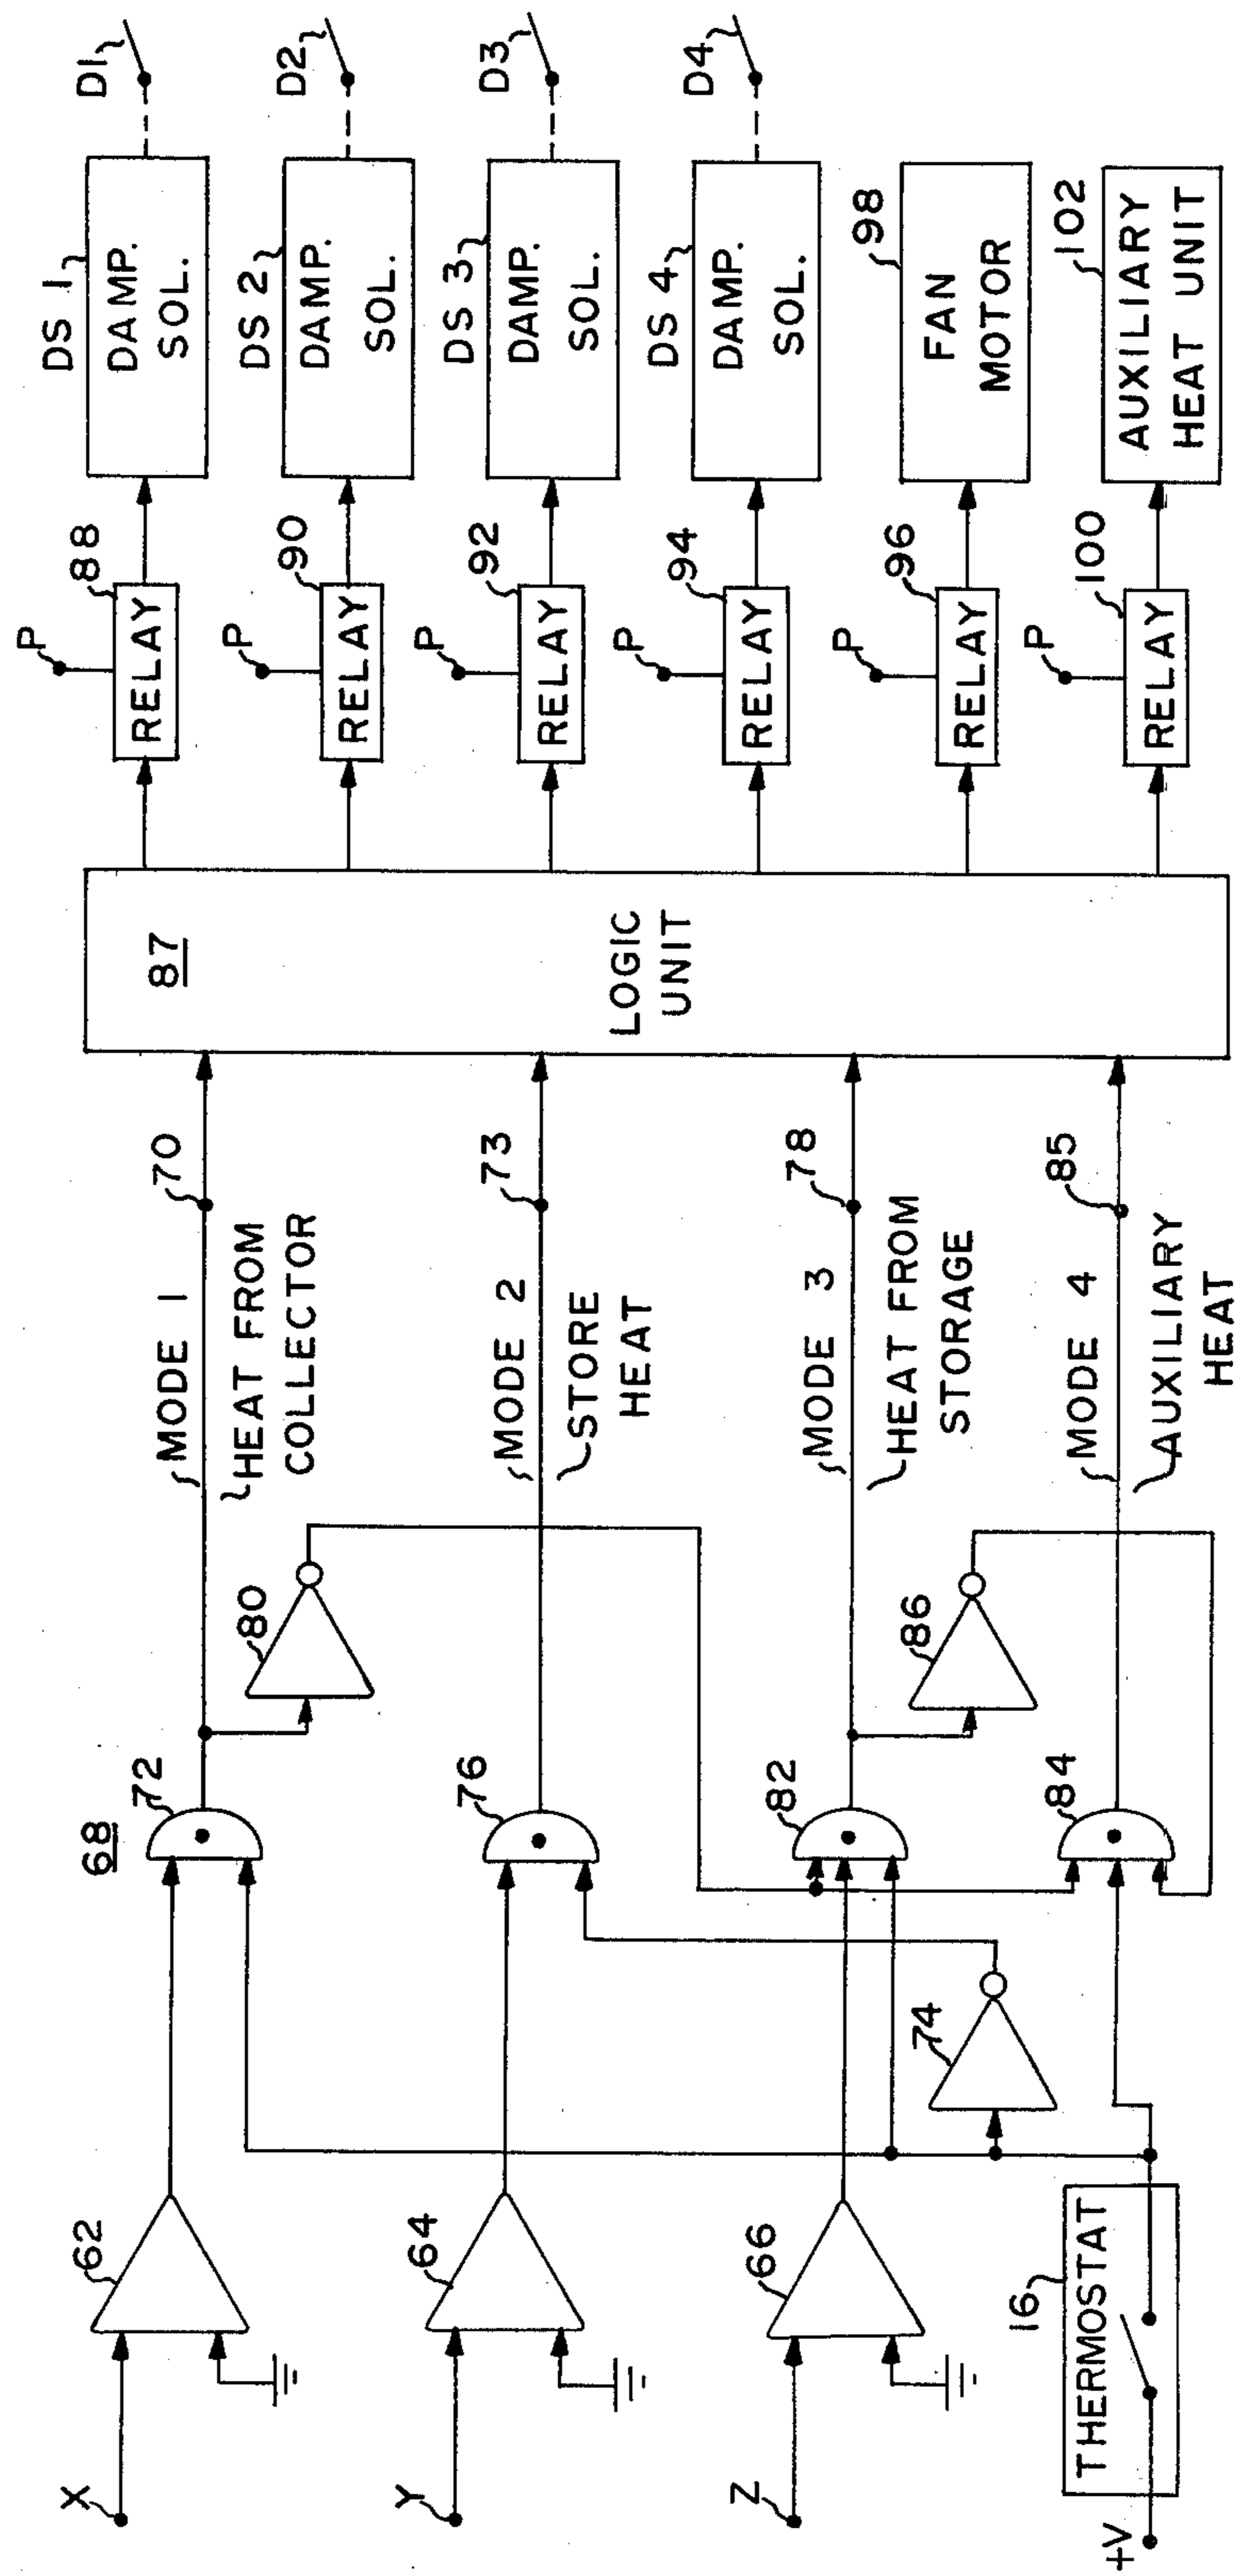 X
62
Y
64
Z
66
+V
16
THERMOSTAT
74
68
72
76
82
84
80
86
MODE 1
HEAT FROM
COLLECTOR
70
MODE 2
STORE
HEAT
73
MODE 3
HEAT FROM
STORAGE
78
MODE 4
AUXILIARY
HEAT
85
87
LOGIC
UNIT
P
88
RELAY
DS 1
DAMP.
SOL.
D1
P
90
RELAY
DS 2
DAMP.
SOL.
D2
P
92
RELAY
DS 3
DAMP.
SOL.
D3
P
94
RELAY
DS 4
DAMP.
SOL.
D4
P
96
RELAY
98
FAN
MOTOR
P
100
RELAY
102
AUXILIARY
HEAT UNIT